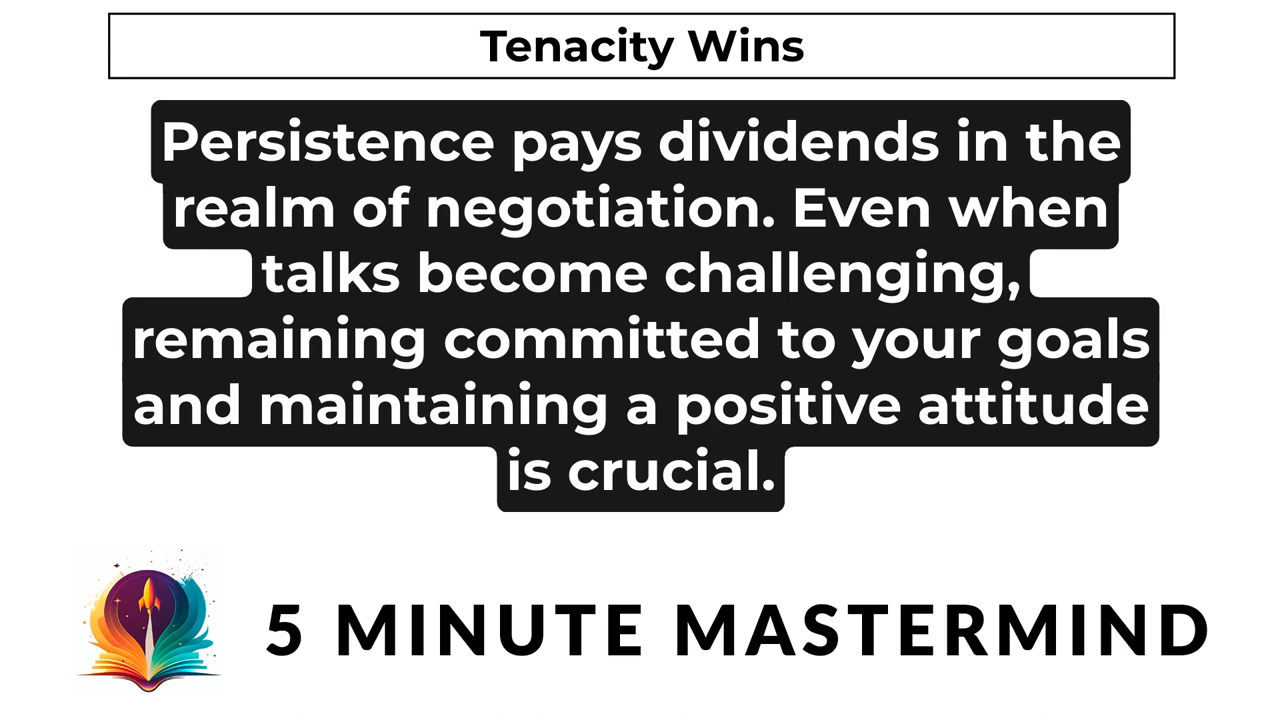 Tenacity Wins
Persistence pays dividends in the
realm of negotiation. Even when
talks become challenging,
remaining committed to your goals
and maintaining a positive attitude
is crucial.
5 MINUTE MASTERMIND